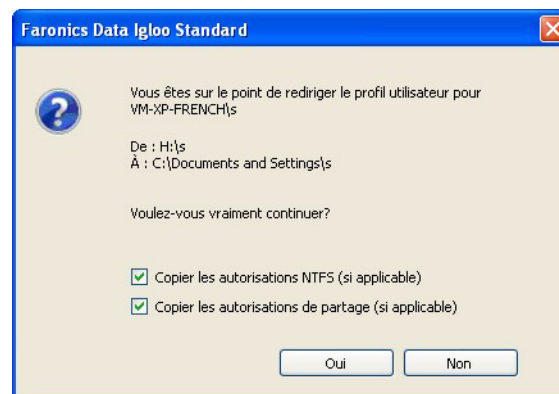 Faronics Data Igloo Standard
Vous êtes sur le point de rediriger le profil utilisateur pour
VM-XP-FRENCH\s
De : H:\s
À : C:\Documents and Settings\s
Voulez-vous vraiment continuer?
Copier les autorisations NTFS (si applicable)
Copier les autorisations de partage (si applicable)
Oui
Non